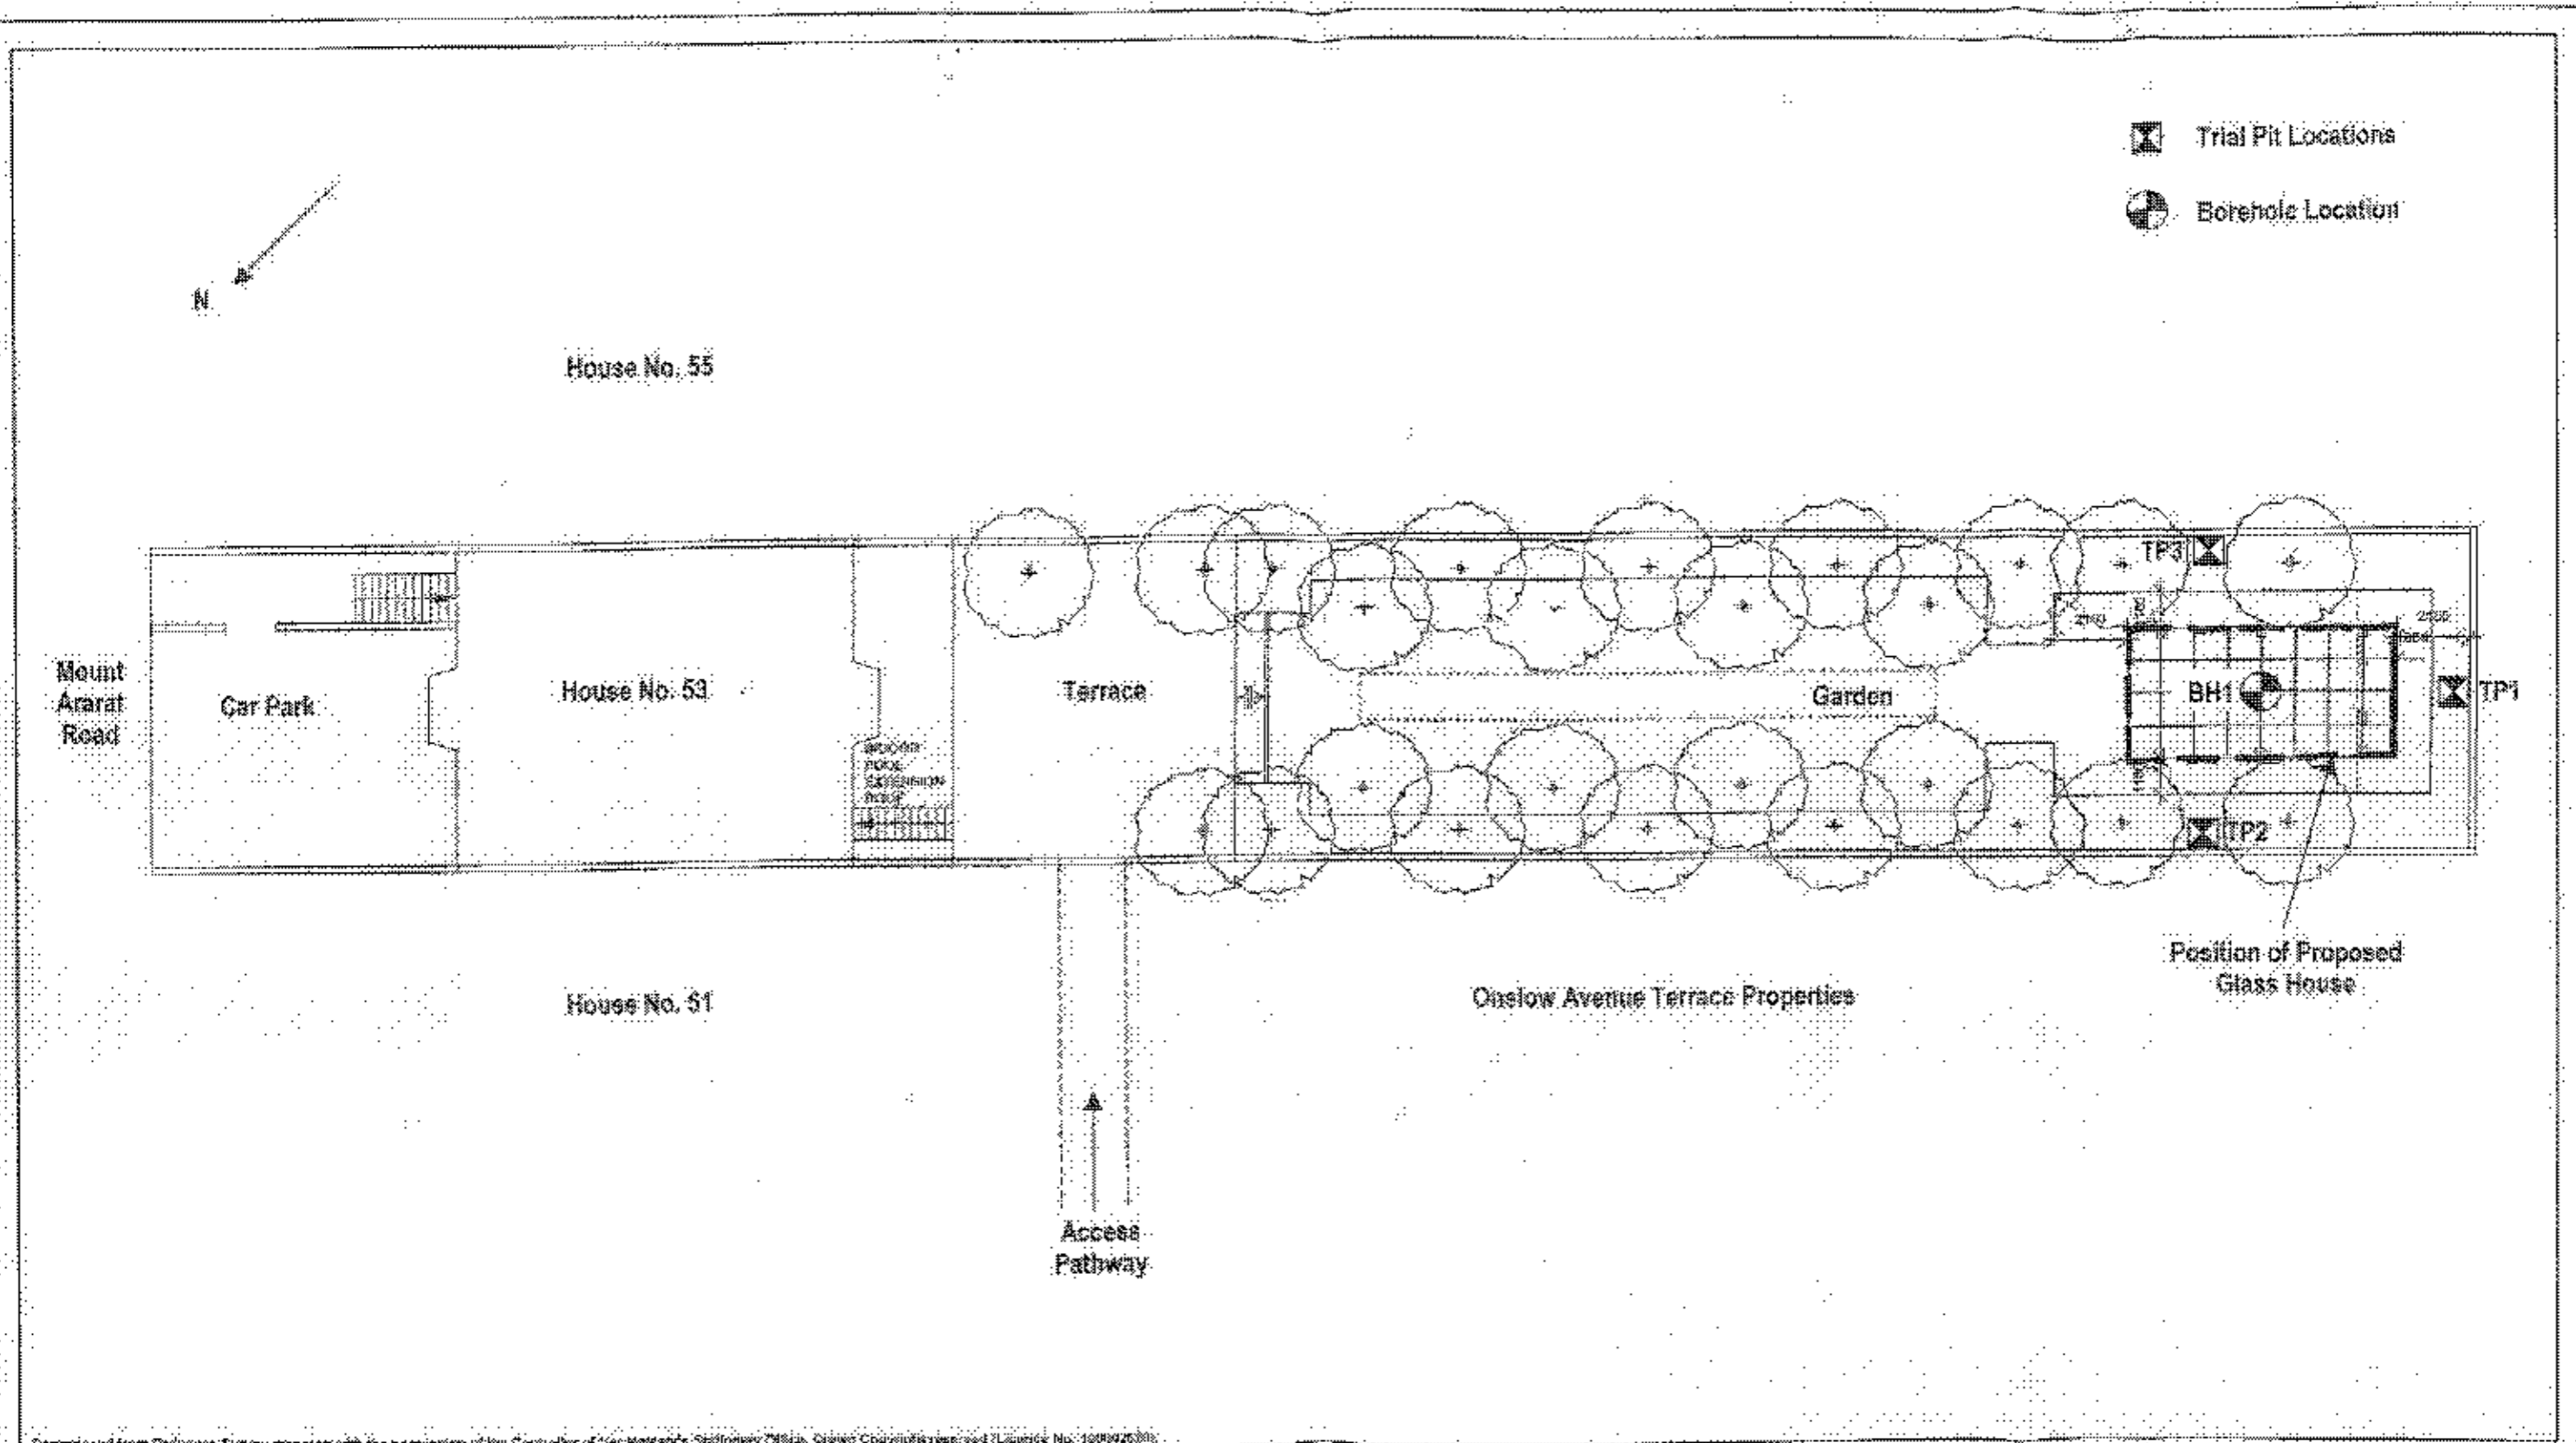 Trial Pit Locations
Borehole Location
N
House No. 55
TP3
Mount
Ararat
Road
Car Park
House No. 53
Terrace
Garden
BH1
TP1
EXTENSION
TP2
Position of Proposed
Glass House
House No. 51
Onslow Avenue Terrace Properties
Access
Pathway